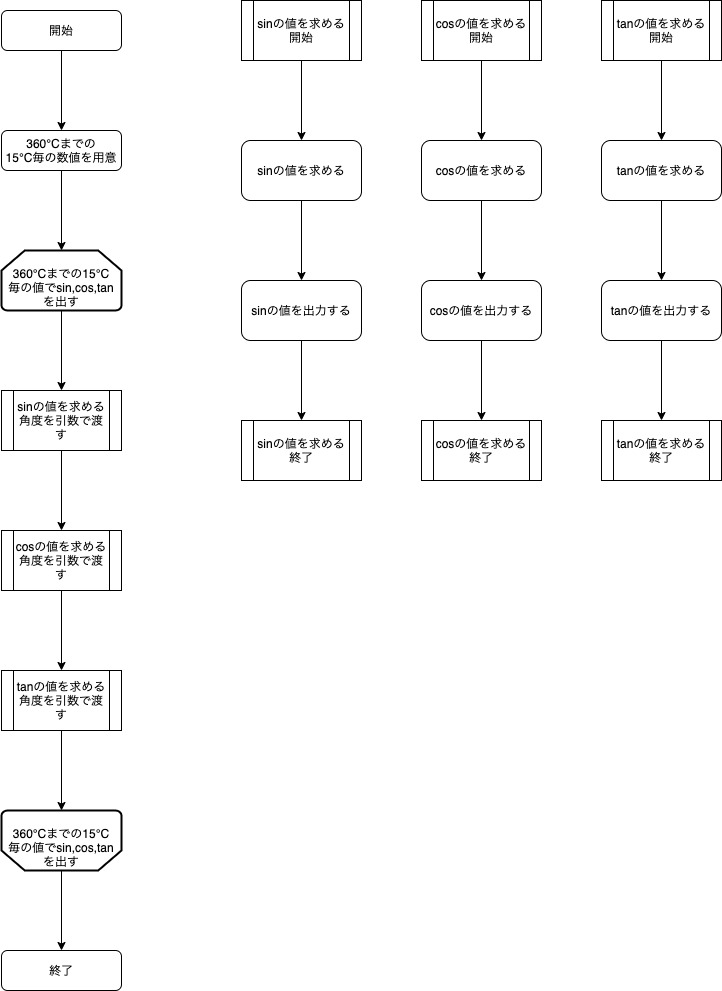 開始
360°Cまでの
15°C毎の数値を用意
360°Cまでの15°C
毎の値でsin,cos,tan
を出す
sinの値を求める
角度を引数で渡
す
cosの値を求める
角度を引数で渡
す
tanの値を求める
角度を引数で渡
す
360°Cまでの15°C
毎の値でsin,cos,tan
を出す
終了
sinの値を求める
開始
sinの値を求める
sinの値を出力する
sinの値を求める
終了
cosの値を求める
開始
cosの値を求める
cosの値を出力する
cosの値を求める
終了
tanの値を求める
開始
tanの値を求める
tanの値を出力する
tanの値を求める
終了